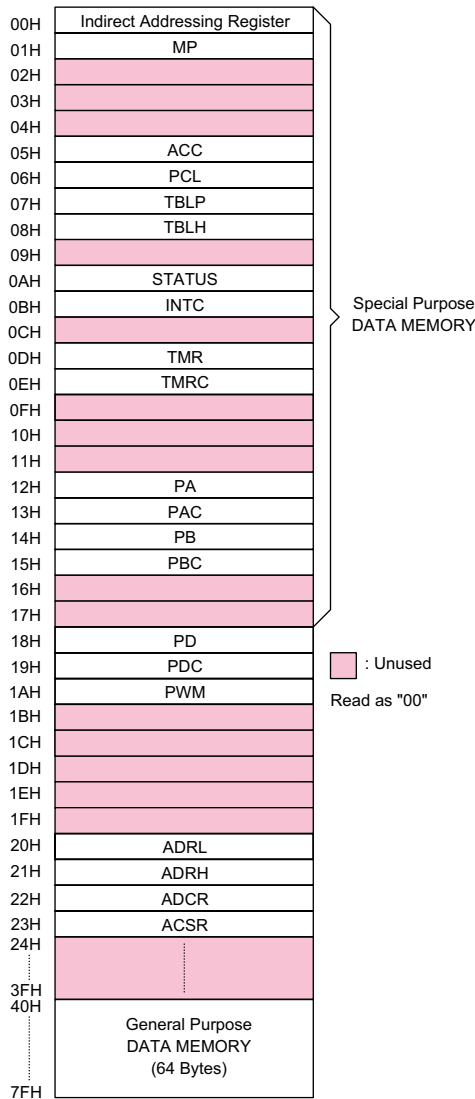 00H Indirect Addressing Register
01H MP
02H
03H
04H
05H ACC
06H PCL
07H TBLP
08H TBLH
09H
0AH STATUS
0BH INTC
0CH
0DH TMR
0EH TMRC
0FH
10H
11H
12H PA
13H PAC
14H PB
15H PBC
16H
17H
Special Purpose
DATA MEMORY
18H PD
19H PDC
1AH PWM
1BH
1CH
1DH
1EH
1FH
: Unused
Read as "00"
20H ADRL
21H ADRH
22H ADCR
23H ACSR
24H
3FH
40H
General Purpose
DATA MEMORY
(64 Bytes)
7FH